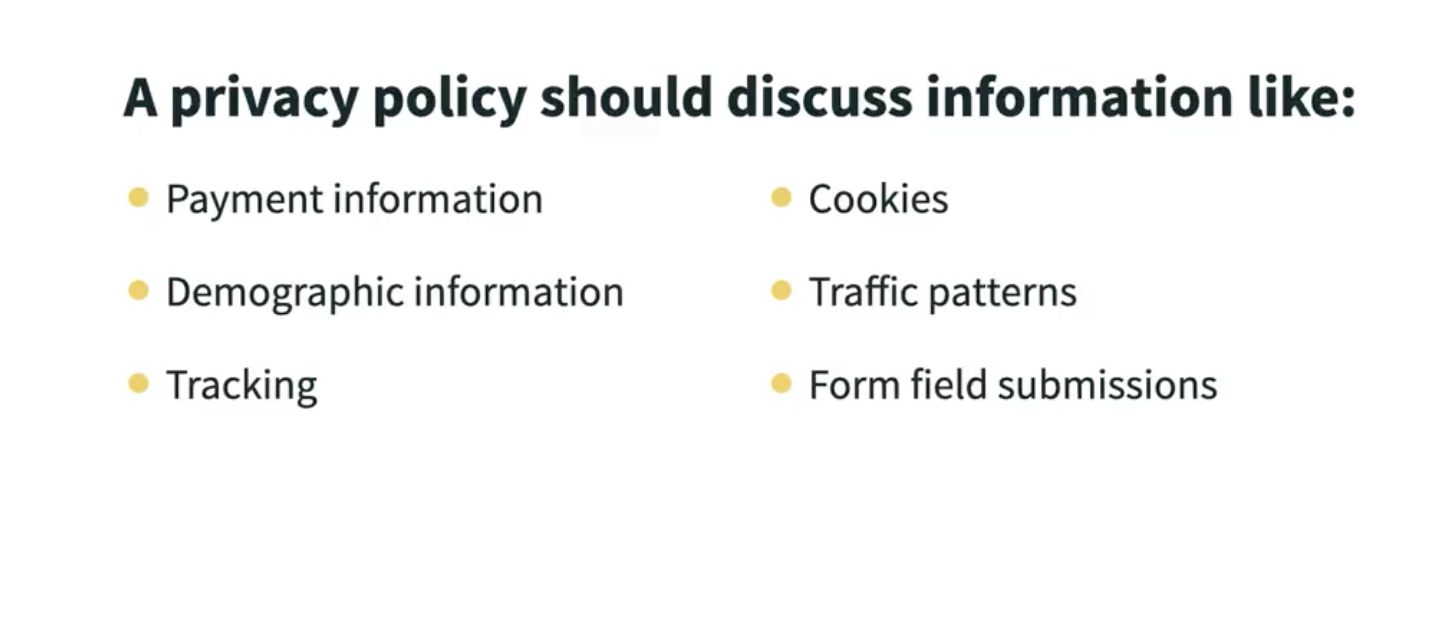 A privacy policy should discuss information like:
Payment information
Demographic information
Tracking
Cookies
Traffic patterns
Form field submissions